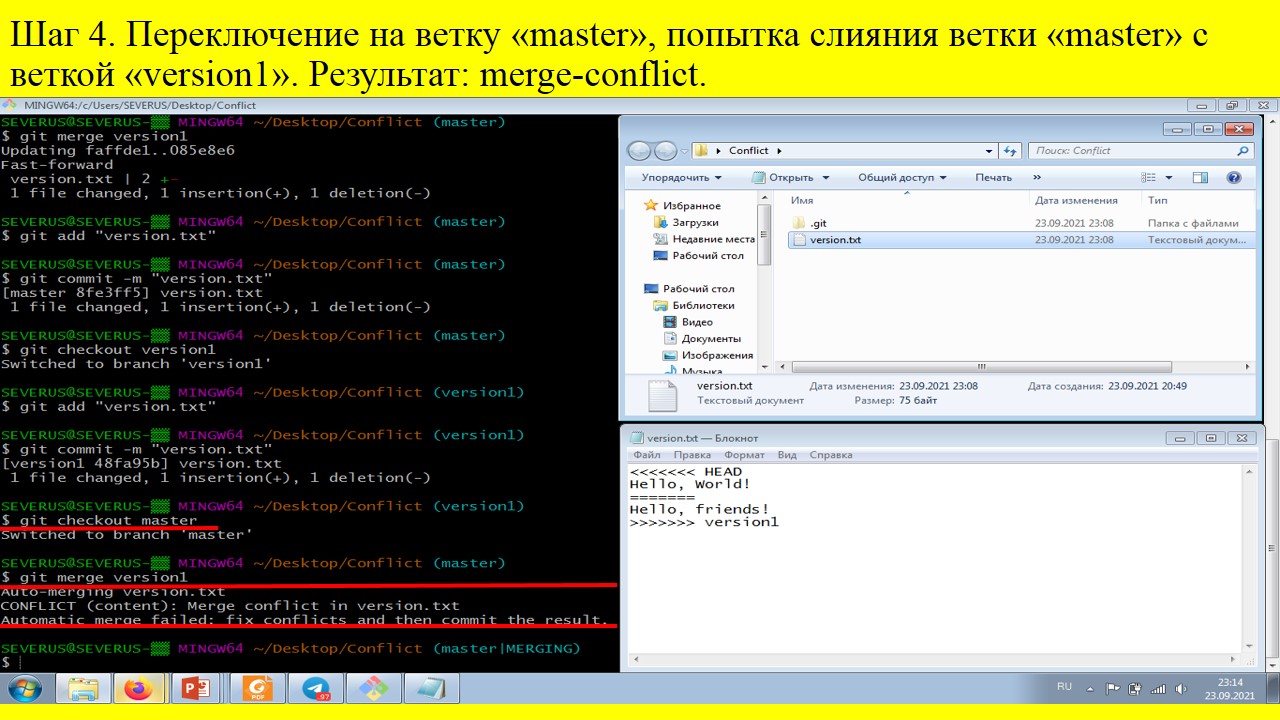 Шаг 4. Переключение на ветку «master», попытка слияния ветки «master» с
веткой «version1». Результат: merge-conflict.
MINGW64:/c/Users/SEVERUS/Desktop/Conflict
SEVERUS@SEVERUS-▒▒ MINGW64 ~/Desktop/Conflict (master)
$ git merge version1
Updating faffde1..085e8e6
Fast-forward
version.txt | 2 +-
1 file changed, 1 insertion(+), 1 deletion(-)
SEVERUS@SEVERUS-▒▒ MINGW64 ~/Desktop/Conflict (master)
$ git add "version.txt"
SEVERUS@SEVERUS-▒▒ MINGW64 ~/Desktop/Conflict (master)
$ git commit -m "version.txt"
[master 8fe3ff5] version.txt
1 file changed, 1 insertion(+), 1 deletion(-)
SEVERUS@SEVERUS-▒▒ MINGW64 ~/Desktop/Conflict (master)
$ git checkout version1
Switched to branch 'version1'
SEVERUS@SEVERUS-▒▒ MINGW64 ~/Desktop/Conflict (version1)
$ git add "version.txt"
SEVERUS@SEVERUS-▒▒ MINGW64 ~/Desktop/Conflict (version1)
$ git commit -m "version.txt"
[version1 48fa95b] version.txt
1 file changed, 1 insertion(+), 1 deletion(-)
SEVERUS@SEVERUS-▒▒ MINGW64 ~/Desktop/Conflict (version1)
$ git checkout master
Switched to branch 'master'
SEVERUS@SEVERUS-▒▒ MINGW64 ~/Desktop/Conflict (master)
$ git merge version1
Auto-merging version.txt
CONFLICT (content): Merge conflict in version.txt
Automatic merge failed; fix conflicts and then commit the result.
SEVERUS@SEVERUS-▒▒ MINGW64 ~/Desktop/Conflict (master|MERGING)
$
Conflict
Поиск: Conflict
Упорядочить Открыть Общий доступ Печать »
Избранное
Загрузки
Недавние места
Рабочий стол
Рабочий стол
Библиотеки
Видео
Документы
Изображения
Музыка
Имя Дата изменения Тип
.git 23.09.2021 23:08 Папка с файлами
version.txt 23.09.2021 23:08 Текстовый докум...
version.txt Дата изменения: 23.09.2021 23:08 Дата создания: 23.09.2021 20:49
Текстовый документ Размер: 75 байт
version.txt — Блокнот
Файл Правка Формат Вид Справка
<<<<<<< HEAD
Hello, World!
=======
Hello, friends!
>>>>>>> version1
PDF
97
RU
23:14
23.09.2021